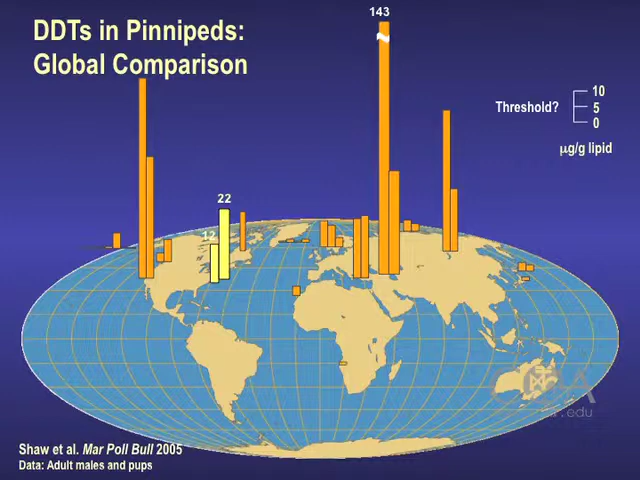 DDTs in Pinnipeds:
Global Comparison
143
Threshold?
10
5
0
μg/g lipid
22
12
.edu
Shaw et al. Mar Poll Bull 2005
Data: Adult males and pups